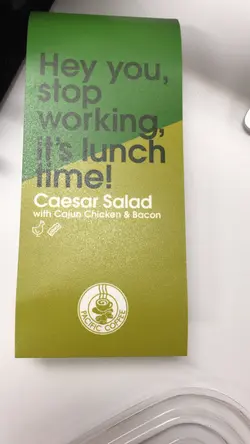 Hey you,
stop
working,
it's lunch
time!
Caesar Salad
with Cajun Chicken & Bacon
PACIFIC COFFEE